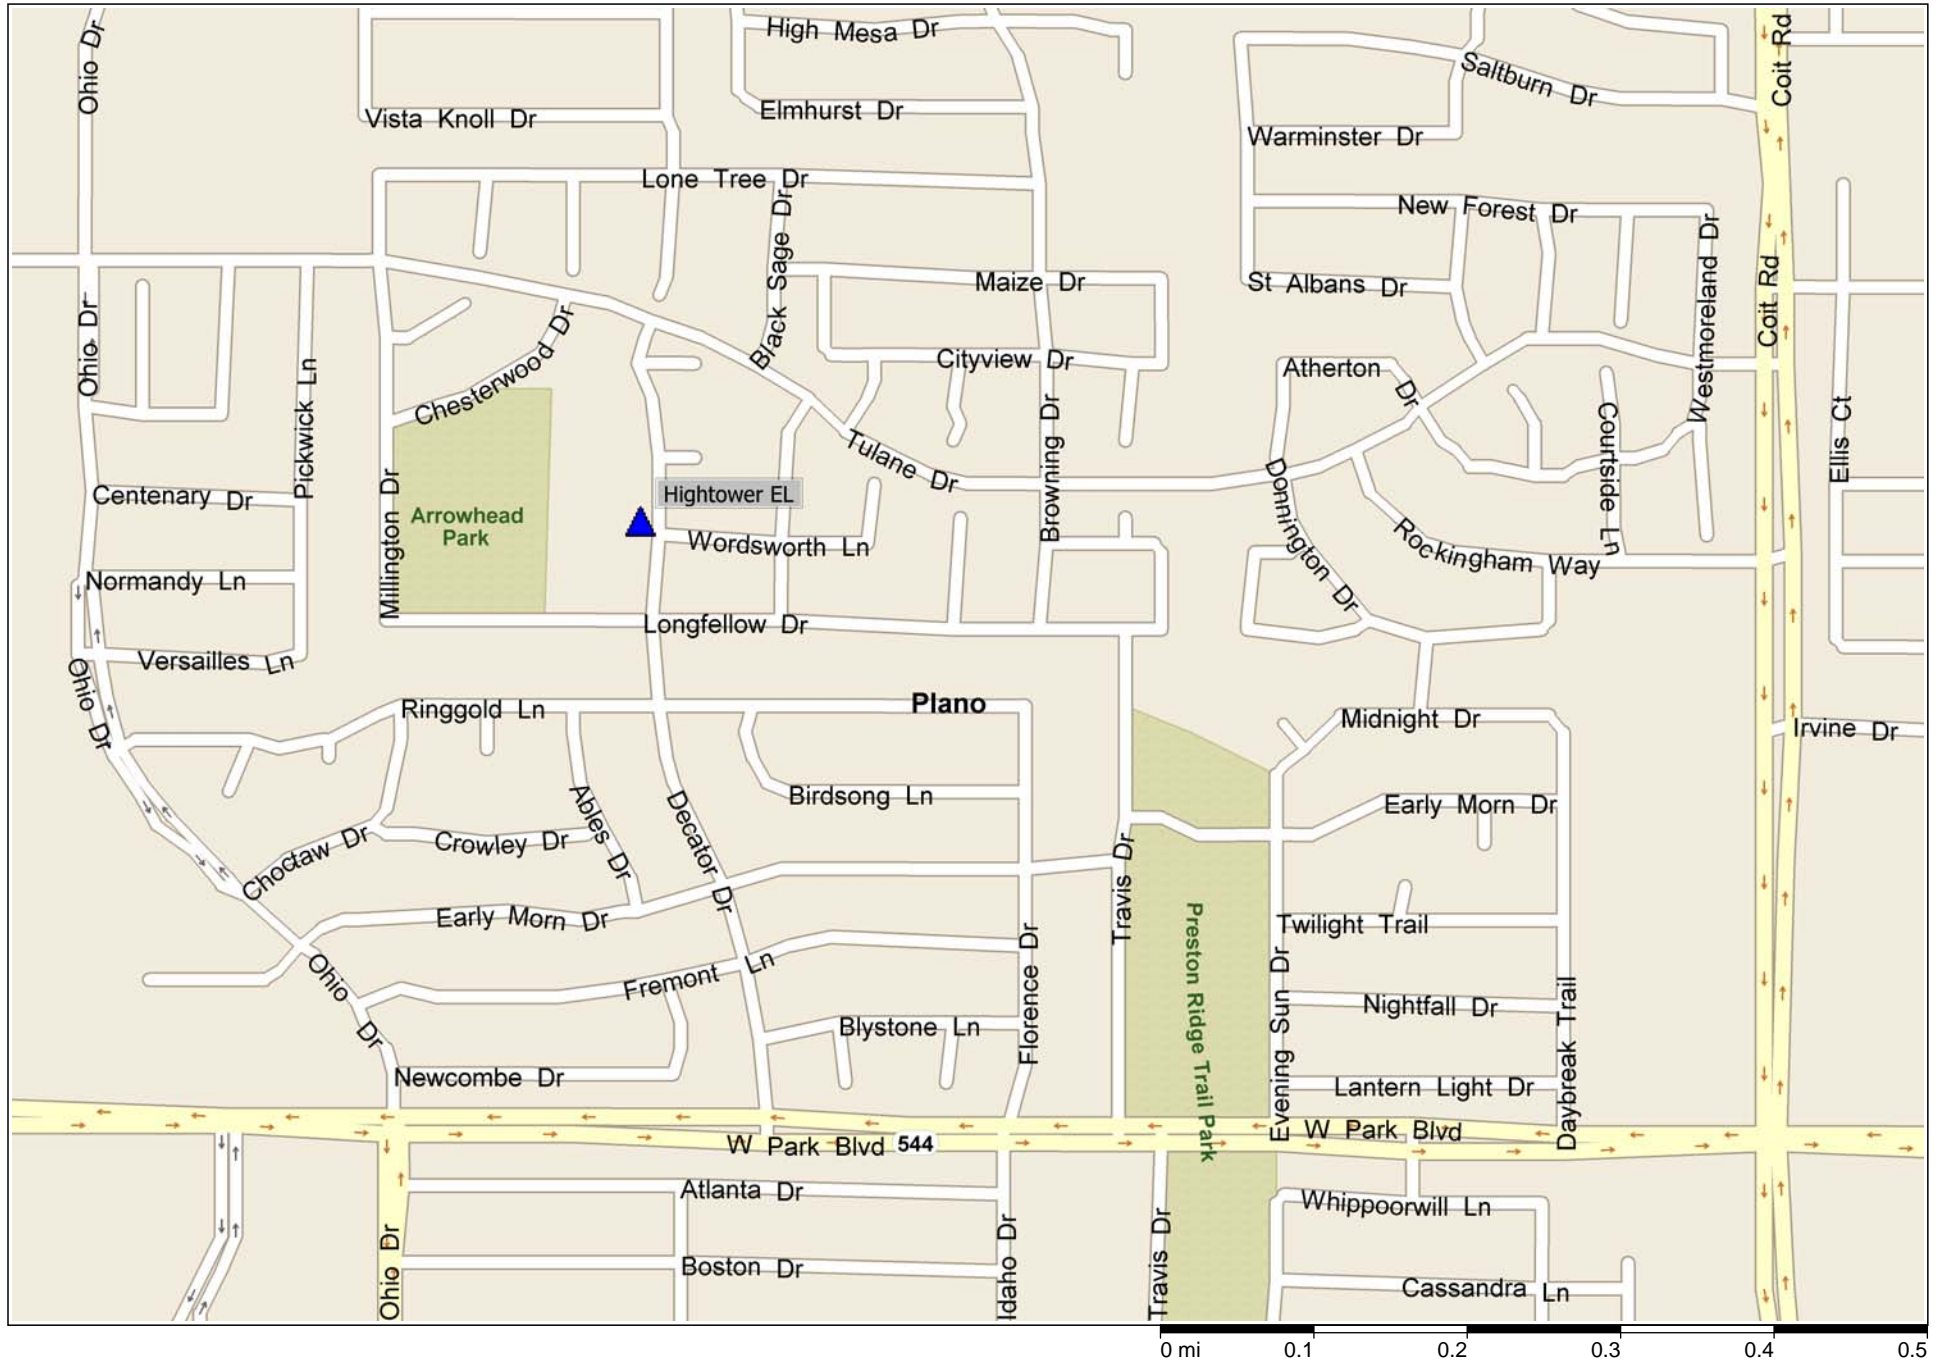 Ohio Dr
High Mesa Dr
Coit Rd
Saltburn Dr
Vista Knoll Dr
Elmhurst Dr
Warminster Dr
Lone Tree Dr
Black Sage Dr
New Forest Dr
Westmoreland Dr
Maize Dr
St Albans Dr
Coit Rd
Ohio Dr
Chesterwood Dr
Cityview Dr
Atherton Dr
Pickwick Ln
Browning Dr
Courtside Ln
Ellis Ct
Tulane Dr
Centenary Dr
Millington Dr
Arrowhead
Park
Hightower EL
Donnington Dr
Rockingham Way
Wordsworth Ln
Normandy Ln
Longfellow Dr
Versailles Ln
Ohio Dr
Ringgold Ln
Plano
Midnight Dr
Irvine Dr
Birdsong Ln
Early Morn Dr
Ables Dr
Decator Dr
Choctaw Dr
Crowley Dr
Travis Dr
Early Morn Dr
Preston Ridge Trail Park
Twilight Trail
Ohio Dr
Fremont Ln
Florence Dr
Evening Sun Dr
Nightfall Dr
Daybreak Trail
Blystone Ln
Newcombe Dr
Lantern Light Dr
W Park Blvd 544
W Park Blvd
Atlanta Dr
Whippoorwill Ln
Ohio Dr
Boston Dr
Idaho Dr
Travis Dr
Cassandra Ln
0 mi 0.1 0.2 0.3 0.4 0.5